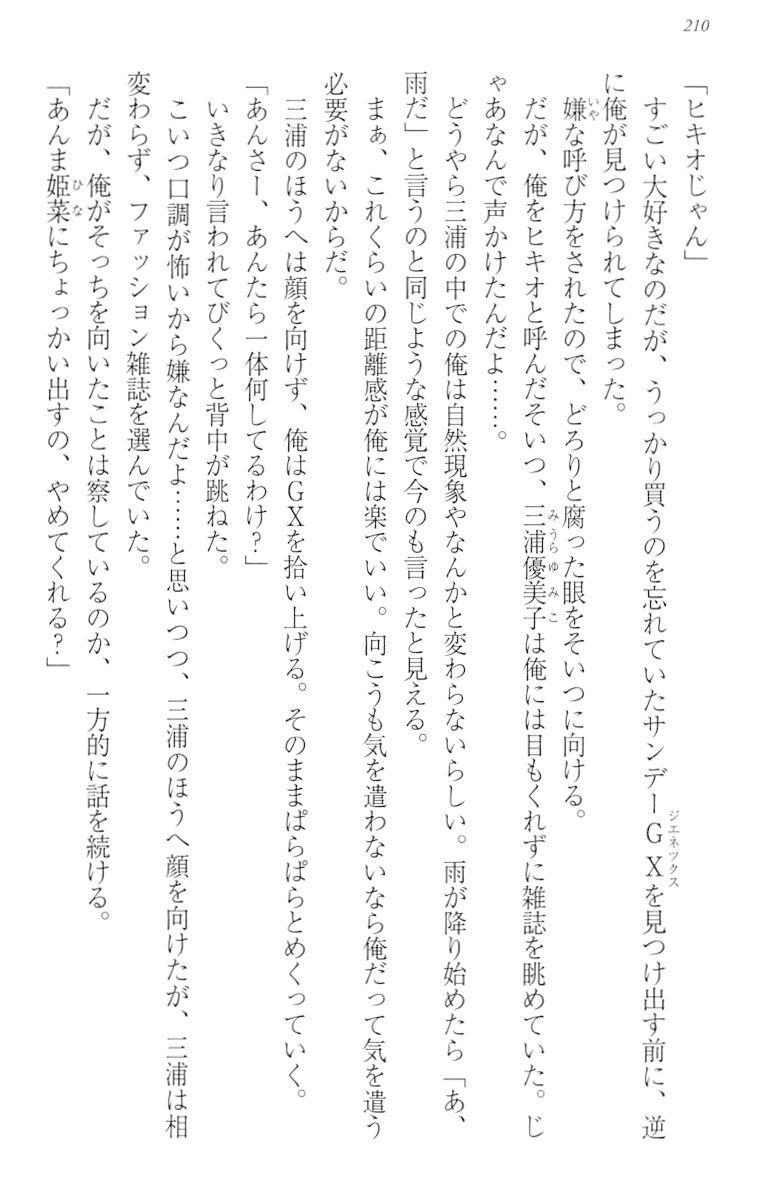 210
「ヒキオじゃん」
すごい大好きなのだが、うっかり買うのを忘れていたサンデーＧＸを見つけ出す前に、逆
ジエネックス
に俺が見つけられてしまった。
嫌な呼び方をされたので、どろりと腐った眼をそいつに向ける。
いや
だが、俺をヒキオと呼んだそいつ、三浦優美子は俺には目もくれずに雑誌を眺めていた。じ
みうらゆみこ
ゃあなんで声かけたんだよ……。
どうやら三浦の中での俺は自然現象やなんかと変わらないらしい。雨が降り始めたら「あ、
雨だ」と言うのと同じような感覚で今のも言ったと見える。
まぁ、これくらいの距離感が俺には楽でいい。向こうも気を遣わないなら俺だって気を遣う
必要がないからだ。
三浦のほうへは顔を向けず、俺はＧＸを拾い上げる。そのままぱらぱらとめくっていく。
「あんさー、あんたら一体何してるわけ？」
いきなり言われてびくっと背中が跳ねた。
こいつ口調が怖いから嫌なんだよ……と思いつつ、三浦のほうへ顔を向けたが、三浦は相
変わらず、ファッション雑誌を選んでいた。
だが、俺がそっちを向いたことは察しているのか、一方的に話を続ける。
「あんま姫菜にちょっかい出すの、やめてくれる？」
ひな